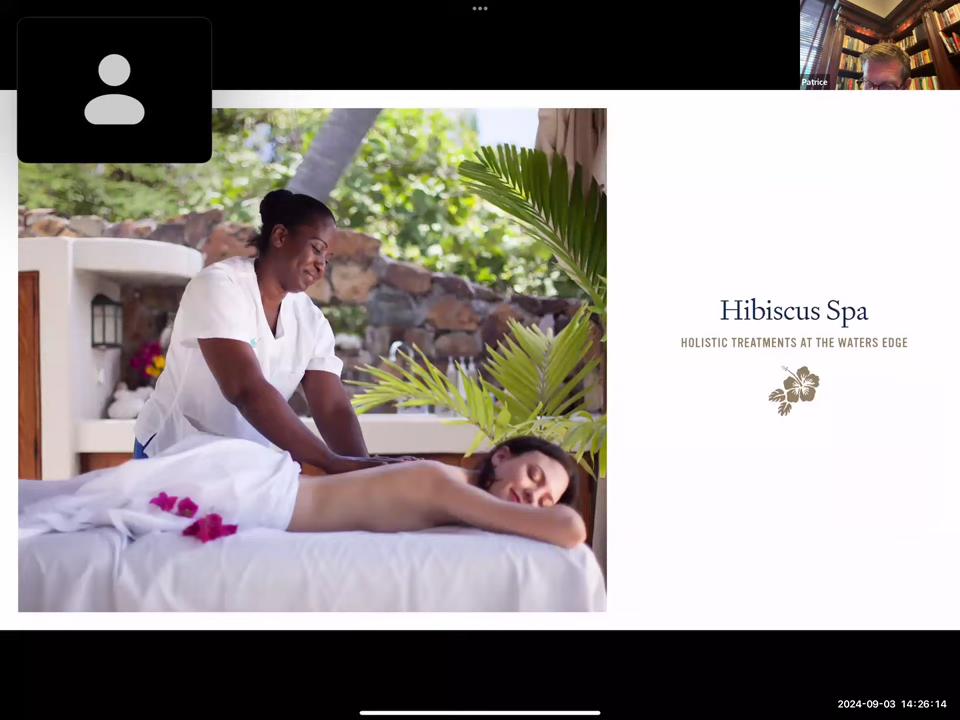 Patrice
Hibiscus Spa
HOLISTIC TREATMENTS AT THE WATERS EDGE
2024-09-03 14:26:14